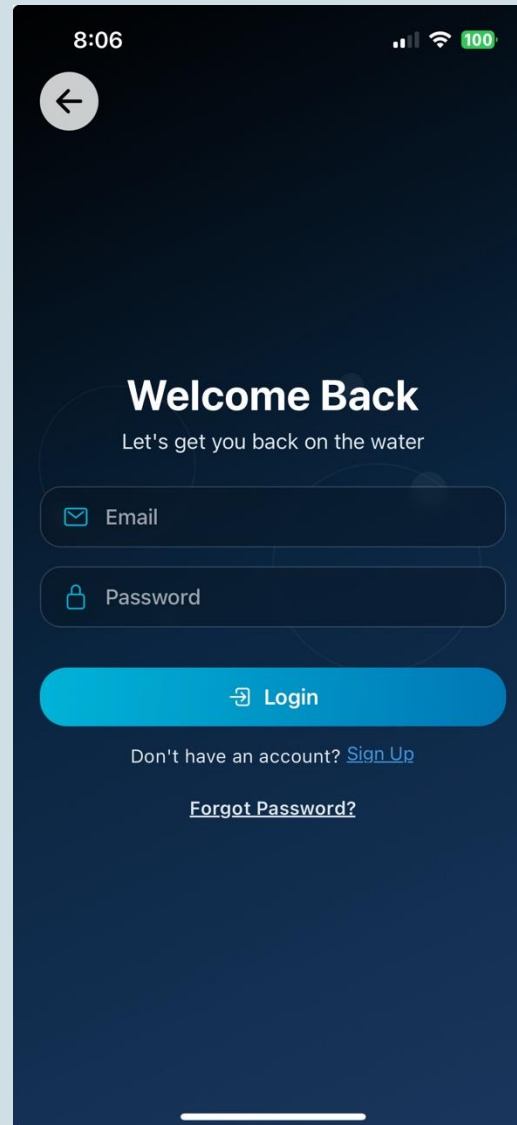 8:06
100
Welcome Back
Let's get you back on the water
Email
Password
Login
Don't have an account? Sign Up
Forgot Password?